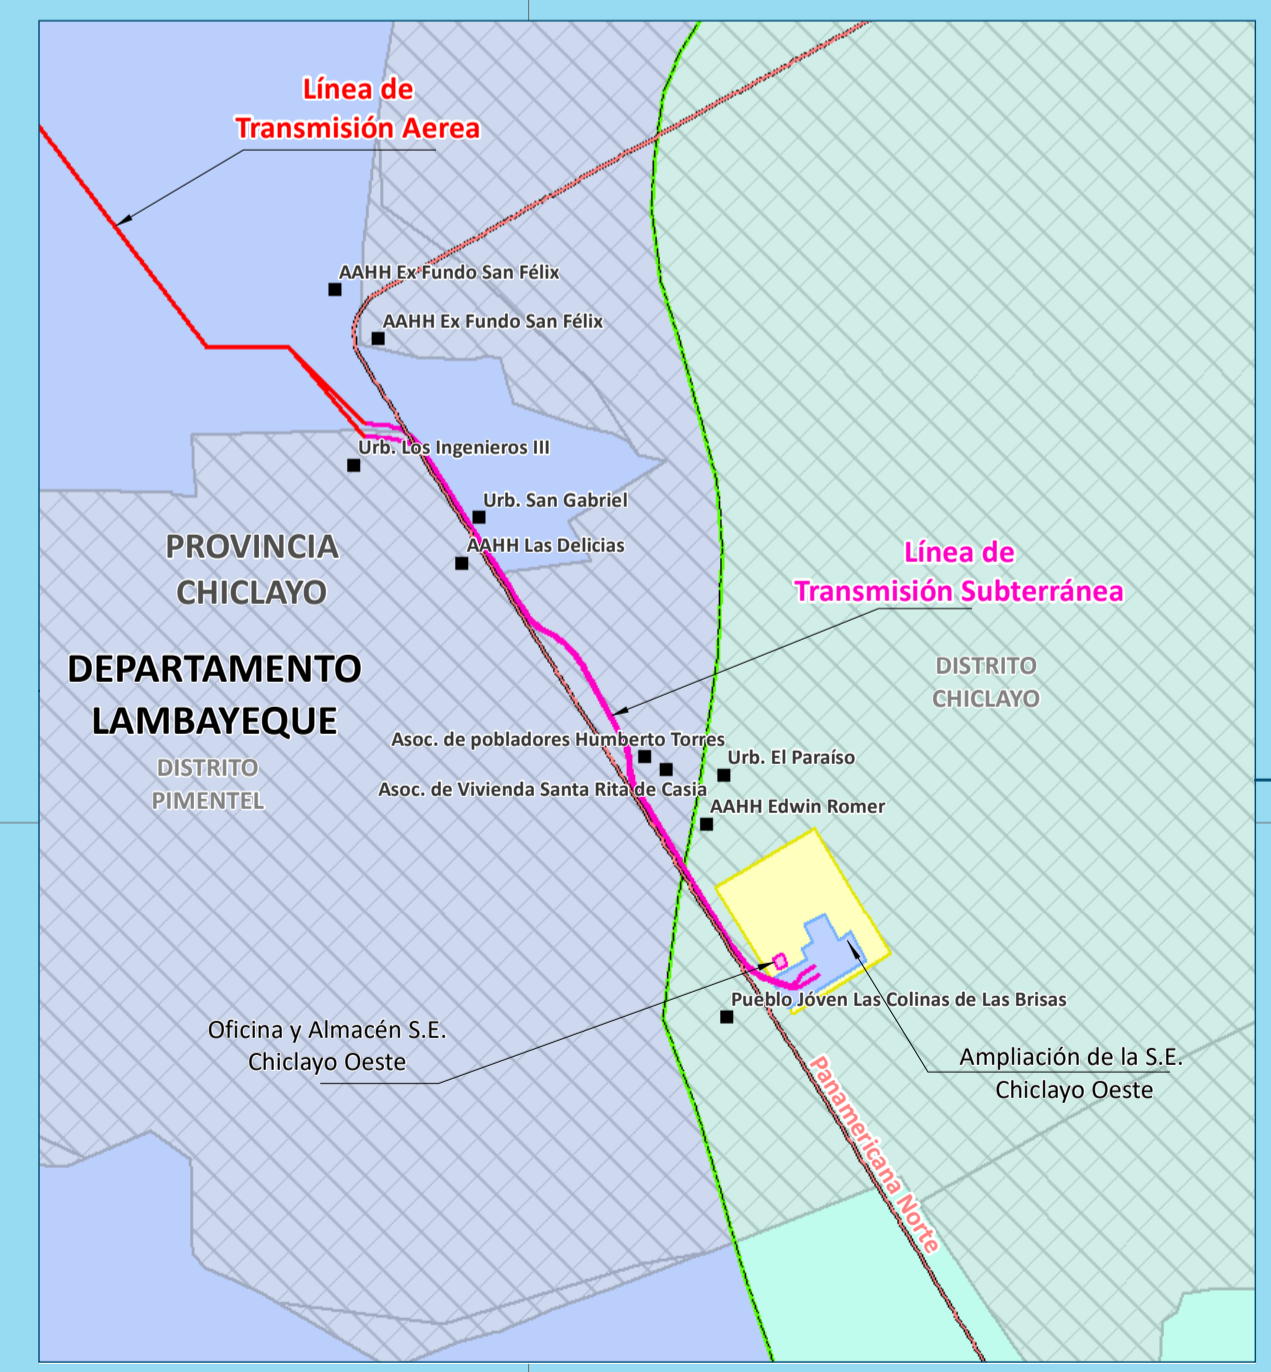 Línea de
Transmisión Aerea
AAHH Ex Fundo San Félix
AAHH Ex Fundo San Félix
Urb. Los Ingenieros III
Urb. San Gabriel
AAHH Las Delicias
PROVINCIA
CHICLAYO
DEPARTAMENTO
LAMBAYEQUE
DISTRITO
PIMENTEL
Línea de
Transmisión Subterránea
DISTRITO
CHICLAYO
Asoc. de pobladores Humberto Torres
Urb. El Paraíso
Asoc. de Vivienda Santa Rita de Casia
AAHH Edwin Romer
Pueblo Jóven Las Colinas de Las Brisas
Oficina y Almacén S.E.
Chiclayo Oeste
Ampliación de la S.E.
Chiclayo Oeste
Panamericana Norte